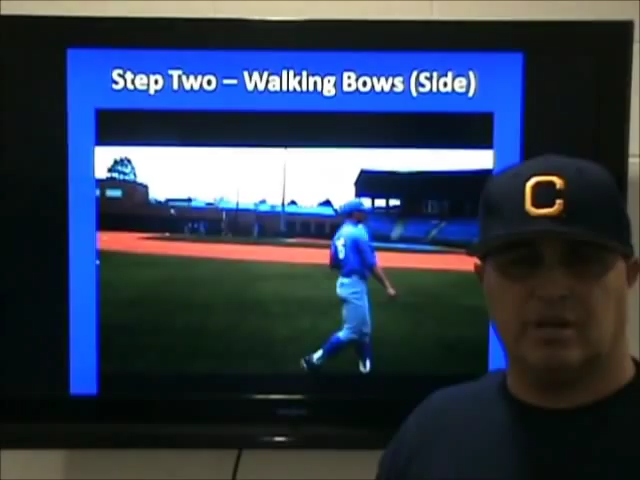 Step Two – Walking Bows (Side)
C